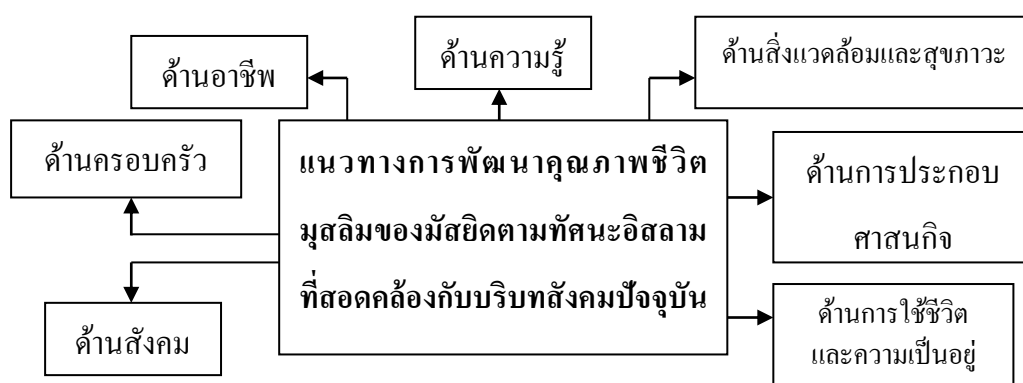 ด้านความรู้
ด้านสิ่งแวดล้อมและสุขภาวะ
ด้านอาชีพ
ด้านครอบครัว
แนวทางการพัฒนาคุณภาพชีวิต
มุสลิมของมัสยิดตามทัศนะอิสลาม
ที่สอดคล้องกับบริบทสังคมปัจจุบัน
ด้านการประกอบ
ศาสนกิจ
ด้านสังคม
ด้านการใช้ชีวิต
และความเป็นอยู่